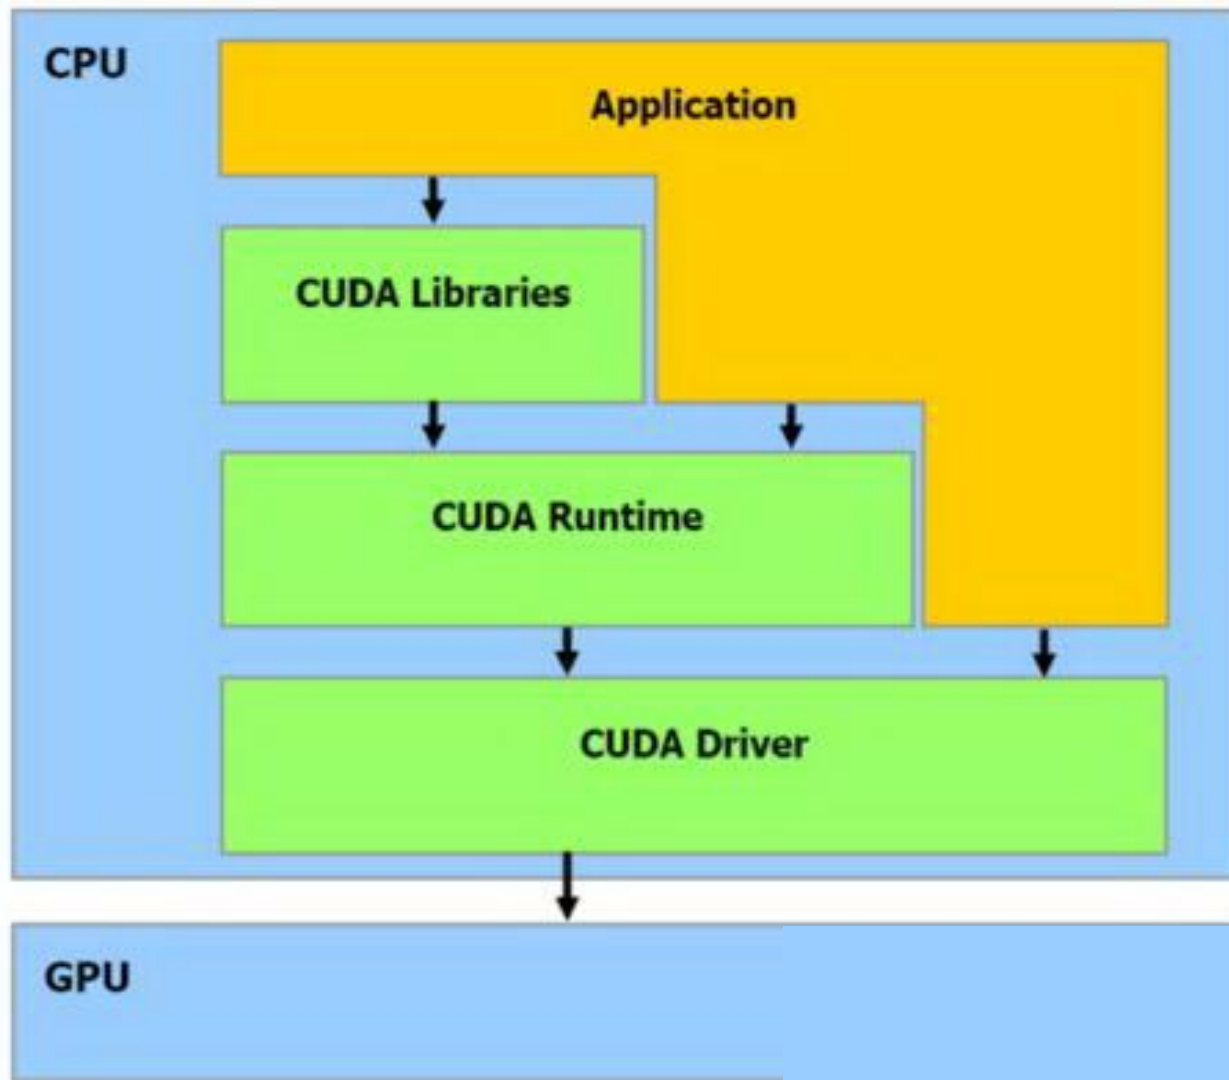 CPU
Application
CUDA Libraries
CUDA Runtime
CUDA Driver
GPU